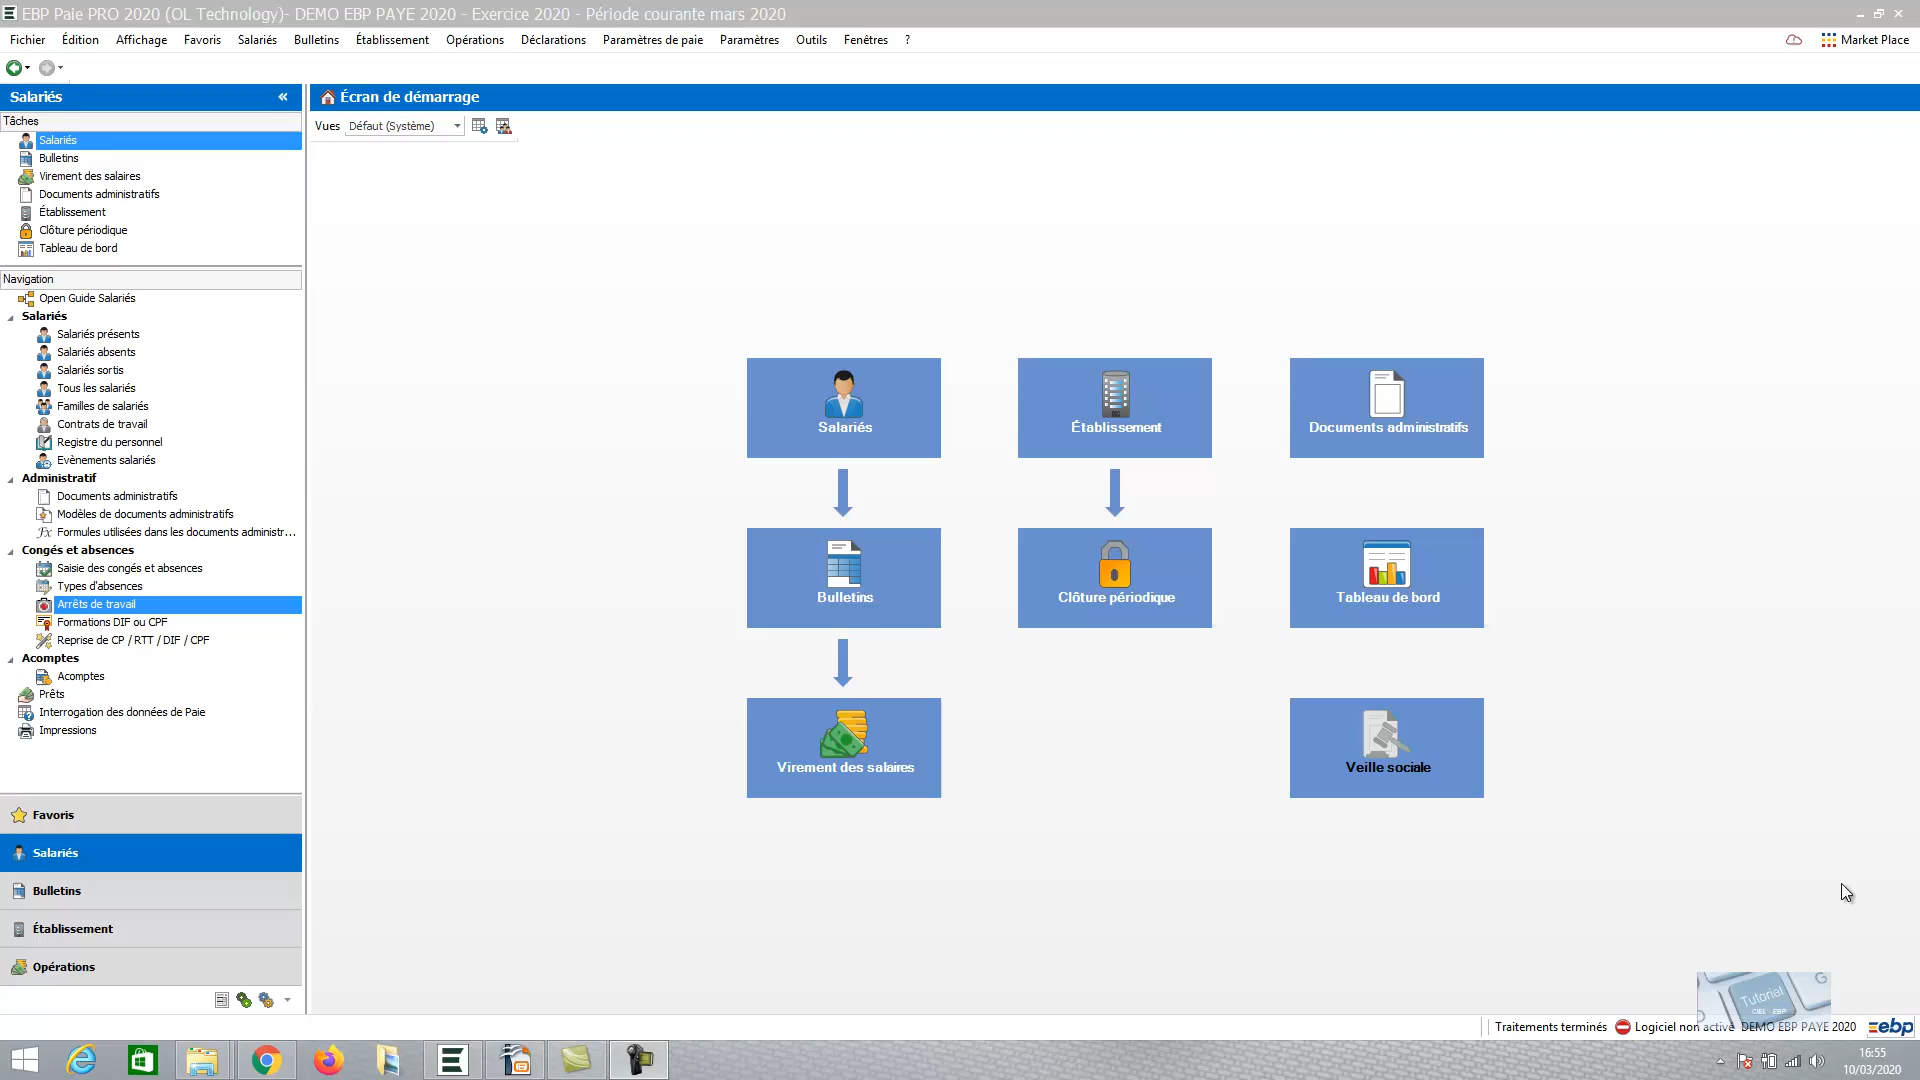 EBP Paie PRO 2020 (OL Technology)- DEMO EBP PAYE 2020 - Exercice 2020 - Période courante mars 2020
Fichier Édition Affichage Favoris Salariés Bulletins Établissement Opérations Déclarations Paramètres de paie Paramètres Outils Fenêtres ? Market Place
Salariés «
Tâches
Salariés
Bulletins
Virement des salaires
Documents administratifs
Établissement
Clôture périodique
Tableau de bord
Navigation
Open Guide Salariés
Salariés
Salariés présents
Salariés absents
Salariés sortis
Tous les salariés
Familles de salariés
Contrats de travail
Registre du personnel
Evènements salariés
Administratif
Documents administratifs
Modèles de documents administratifs
fx Formules utilisées dans les documents administr...
Congés et absences
Saisie des congés et absences
Types d'absences
Arrêts de travail
Formations DIF ou CPF
Reprise de CP / RTT / DIF / CPF
Acomptes
Acomptes
Prêts
Interrogation des données de Paie
Impressions
Favoris
Salariés
Bulletins
Établissement
Opérations
Écran de démarrage
Vues Défaut (Système)
Salariés
Établissement
Documents administratifs
Bulletins
Clôture périodique
Tableau de bord
Virement des salaires
Veille sociale
Tutoriel
CIEL - EBP
G
Traitements terminés Logiciel non activé DEMO EBP PAYE 2020 ebp
16:55
10/03/2020